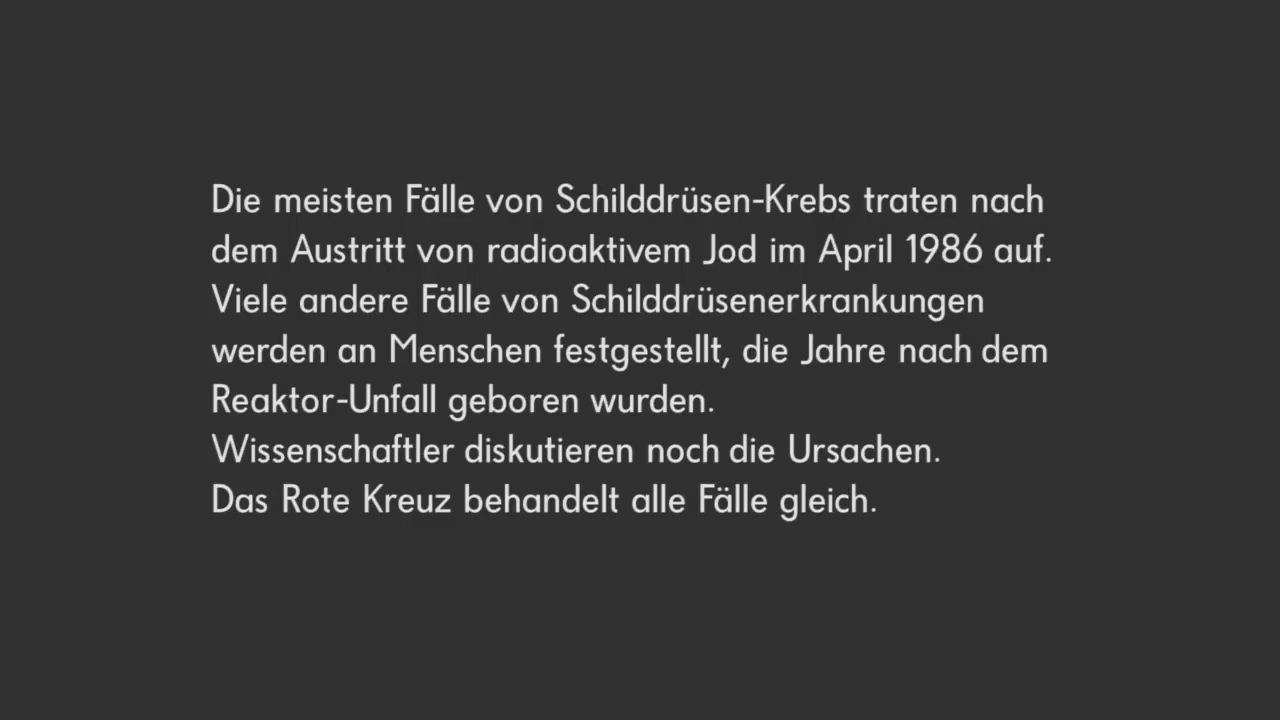 Die meisten Fälle von Schilddrüsen-Krebs traten nach
dem Austritt von radioaktivem Jod im April 1986 auf.
Viele andere Fälle von Schilddrüsenerkrankungen
werden an Menschen festgestellt, die Jahre nach dem
Reaktor-Unfall geboren wurden.
Wissenschaftler diskutieren noch die Ursachen.
Das Rote Kreuz behandelt alle Fälle gleich.